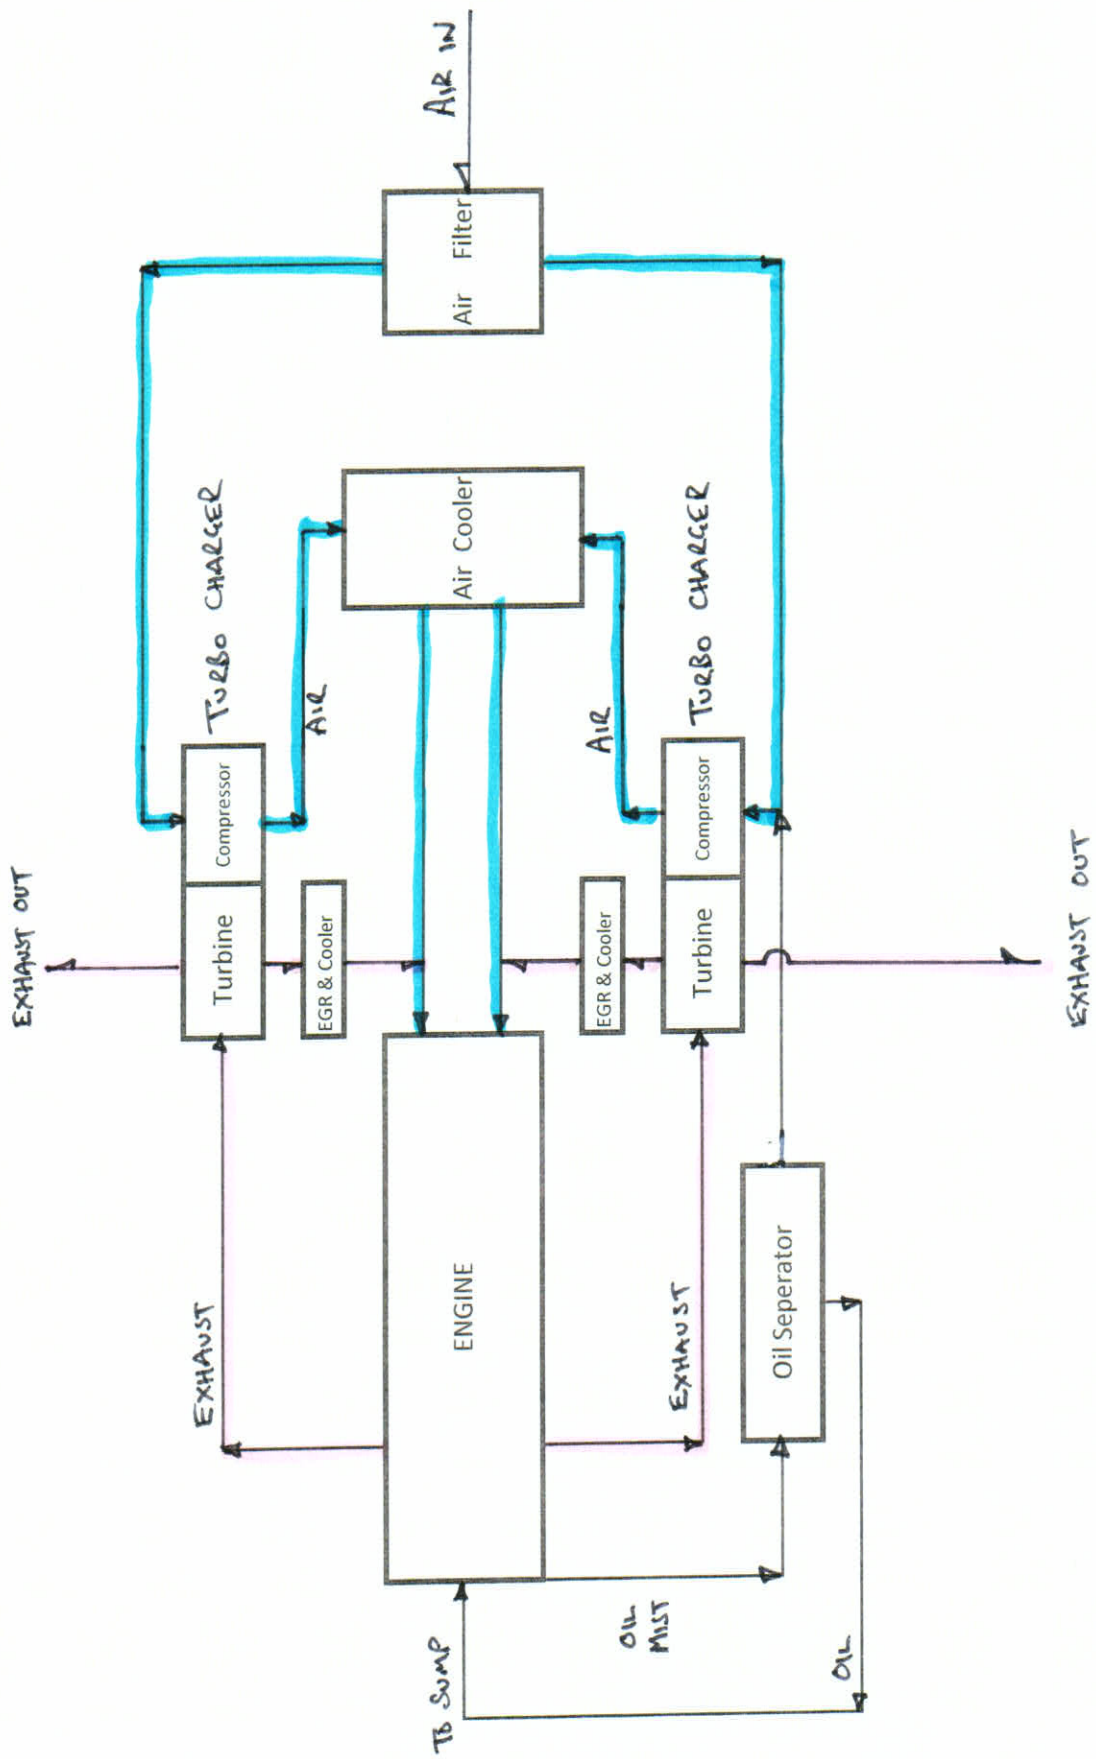 EXHAUST OUT
EXHAUST
Turbine
Compressor
TURBO CHARGER
EGR & Cooler
AIR
TO SUMP
ENGINE
Air Cooler
Air Filter
AIR IN
EGR & Cooler
AIR
OIL
MIST
EXHAUST
Turbine
Compressor
TURBO CHARGER
Oil Seperator
OIL
EXHAUST OUT